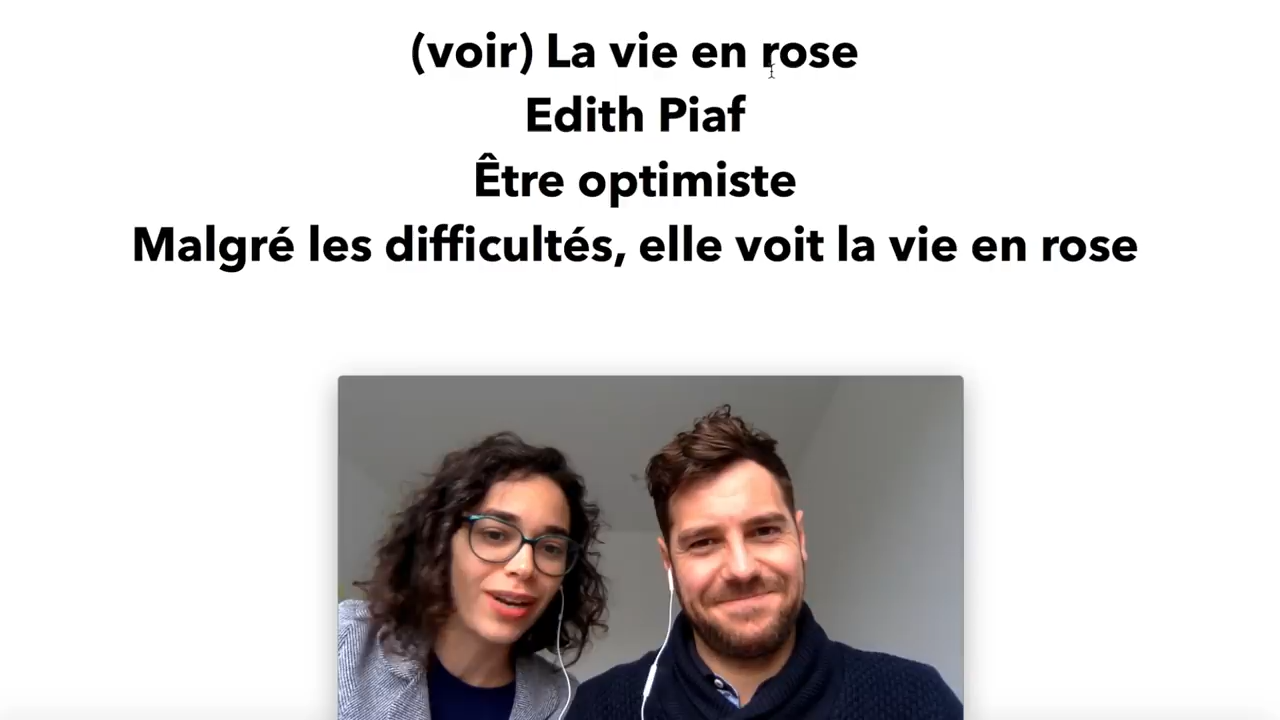 (voir) La vie en rose
Edith Piaf
Être optimiste
Malgré les difficultés, elle voit la vie en rose